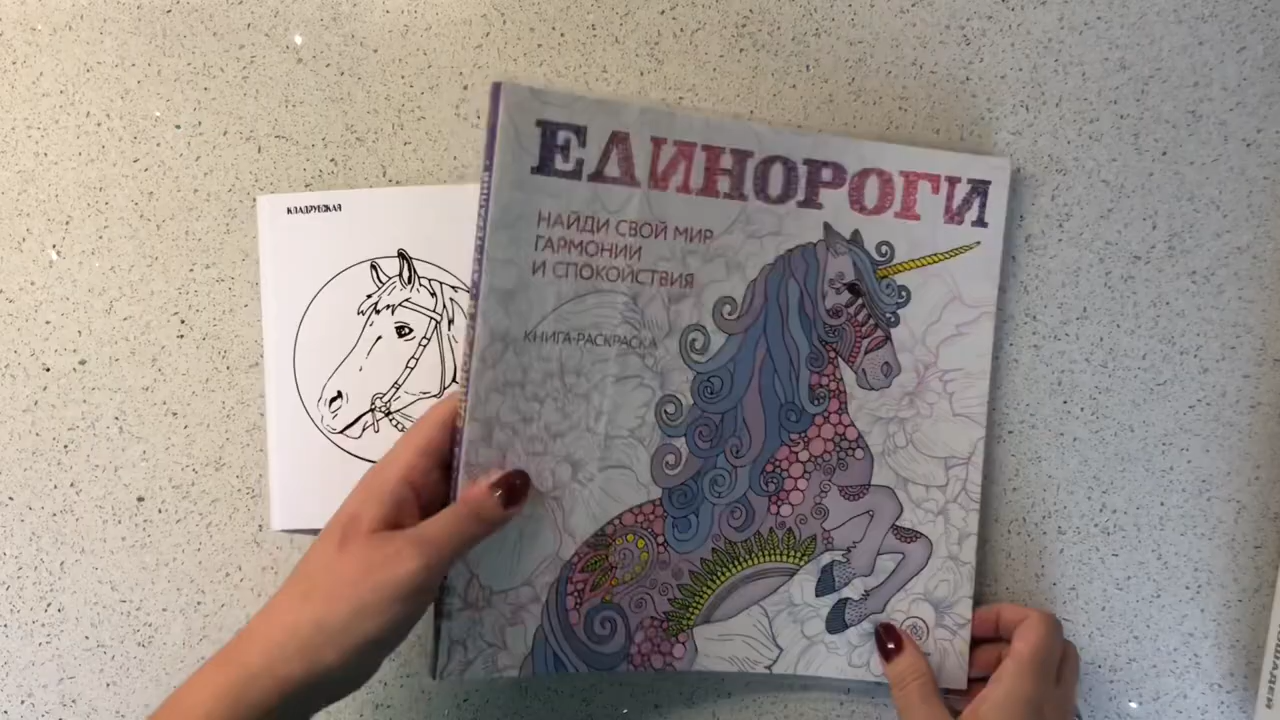 КЛАДРУБСКАЯ
ЕДИНОРОГИ
НАЙДИ СВОЙ МИР
ГАРМОНИИ
И СПОКОЙСТВИЯ
КНИГА-РАСКРАСКА